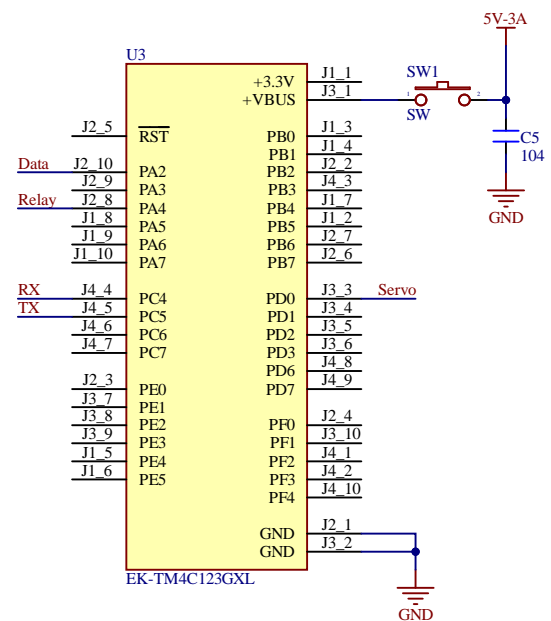 5V-3A
U3
J1_1
+3.3V
SW1
J3_1
+VBUS
1
2
SW
J2_5
RST
J1_3
PB0
C5
J1_4
PB1
104
Data
J2_10
PA2
J2_2
PB2
J2_9
PA3
J4_3
PB3
Relay
J2_8
PA4
J1_7
PB4
GND
J1_8
PA5
J1_2
PB5
J1_9
PA6
J2_7
PB6
J1_10
PA7
J2_6
PB7
RX
J4_4
PC4
PD0
J3_3
Servo
TX
J4_5
PC5
J3_4
PD1
J4_6
PC6
J3_5
PD2
J4_7
PC7
J3_6
PD3
J4_8
PD6
J2_3
PE0
J4_9
PD7
J3_7
PE1
J3_8
PE2
J2_4
PF0
J3_9
PE3
J3_10
PF1
J1_5
PE4
J4_1
PF2
J1_6
PE5
J4_2
PF3
J4_10
PF4
J2_1
GND
J3_2
GND
EK-TM4C123GXL
GND